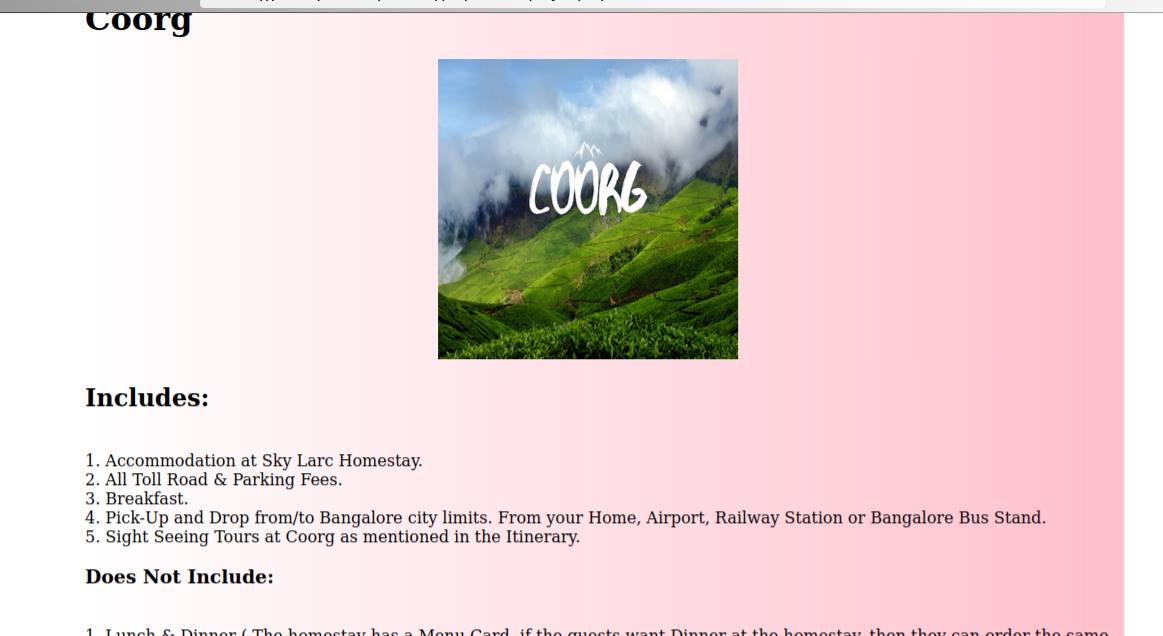 Coorg
COORG
Includes:
1. Accommodation at Sky Larc Homestay.
2. All Toll Road & Parking Fees.
3. Breakfast.
4. Pick-Up and Drop from/to Bangalore city limits. From your Home, Airport, Railway Station or Bangalore Bus Stand.
5. Sight Seeing Tours at Coorg as mentioned in the Itinerary.
Does Not Include:
1. Lunch & Dinner ( The homestay has a Menu Card, if the guests want Dinner at the homestay, then they can order the same